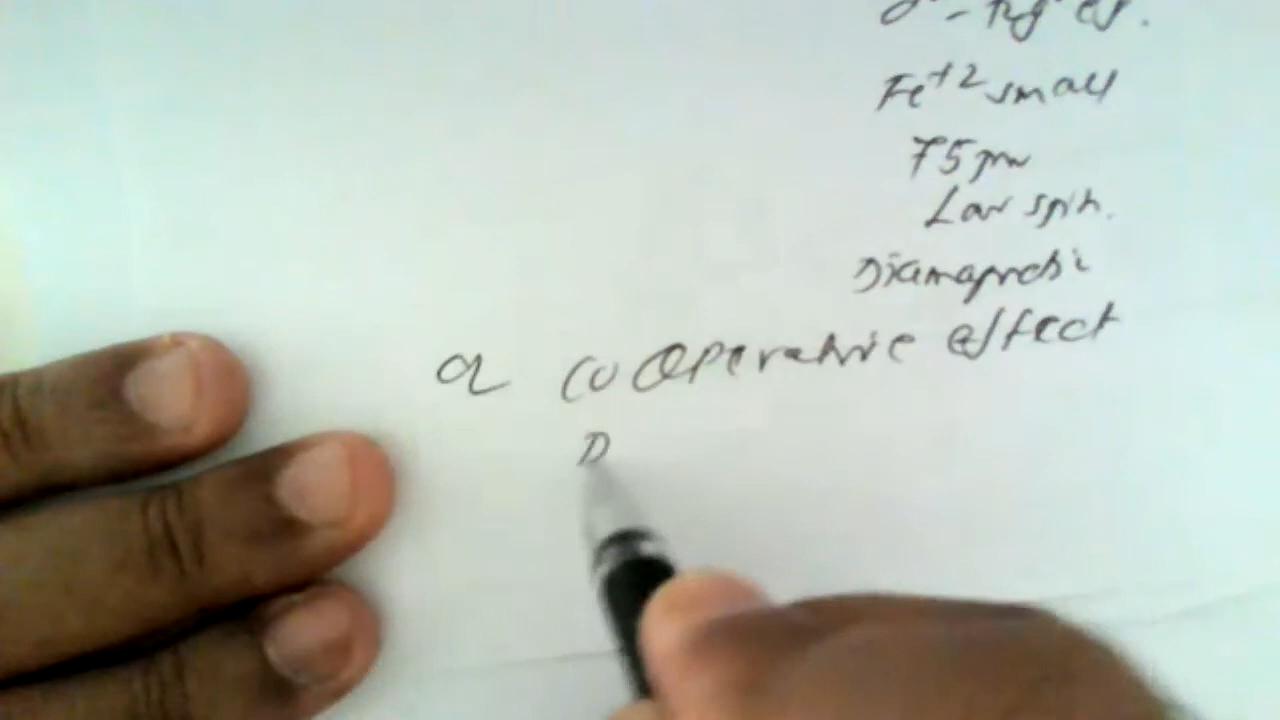 Fe+2 small
75 pm
Low spin.
Diamagnetic
Q Cooperative effect
D